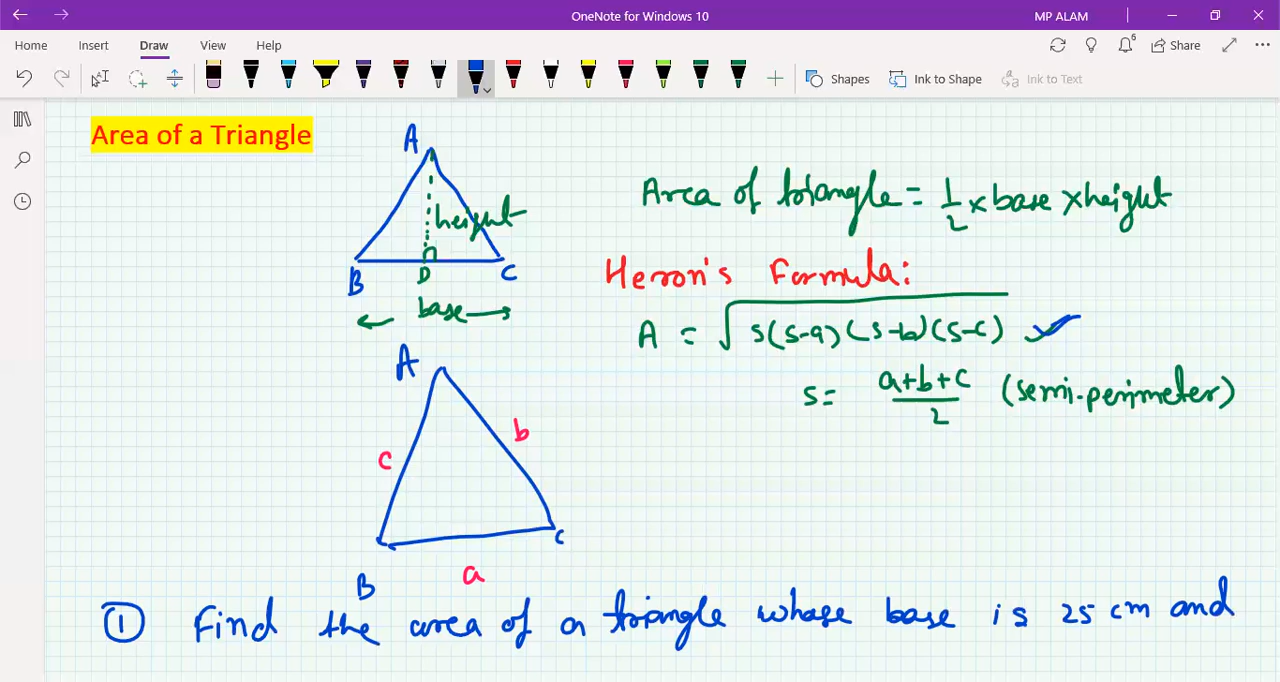 OneNote for Windows 10
MP ALAM
Home Insert Draw View Help
6
Share
Shapes
Ink to Shape
Ink to Text
Area of a Triangle
A
height
B
D
C
base
Area of triangle = 1/2 x base x height
Heron's Formula:
A = √s(s-a)(s-b)(s-c)
s = a+b+c/2 (semi-perimeter)
A
c
b
B
a
C
① Find the area of a triangle whose base is 25 cm and